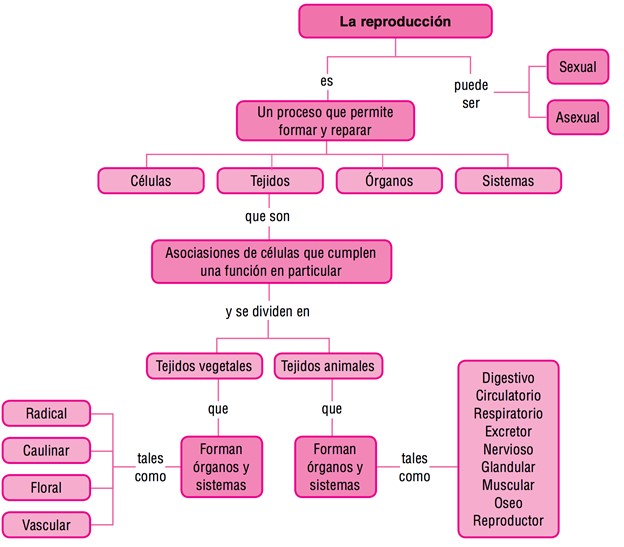 La reproducción
es
puede
ser
Sexual
Asexual
Un proceso que permite
formar y reparar
Células
Tejidos
Órganos
Sistemas
que son
Asociasiones de células que cumplen
una función en particular
y se dividen en
Tejidos vegetales
Tejidos animales
que
que
Forman
órganos y
sistemas
Forman
órganos y
sistemas
tales
como
tales
como
Radical
Caulinar
Floral
Vascular
Digestivo
Circulatorio
Respiratorio
Excretor
Nervioso
Glandular
Muscular
Oseo
Reproductor